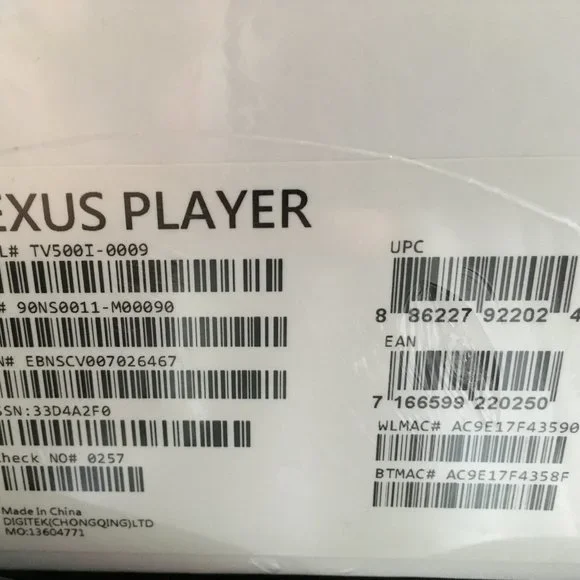 EXUS PLAYER
L# TV500I-0009
# 90NS0011-M00090
N# EBNSCV007026467
SSN:33D4A2F0
Check NO# 0257
Made In China
DIGITEK(CHONGQING)LTD
MO:13604771
UPC
8 86227 92202 4
EAN
7 166599 220250
WLMAC# AC9E17F43590
BTMAC# AC9E17F4358F